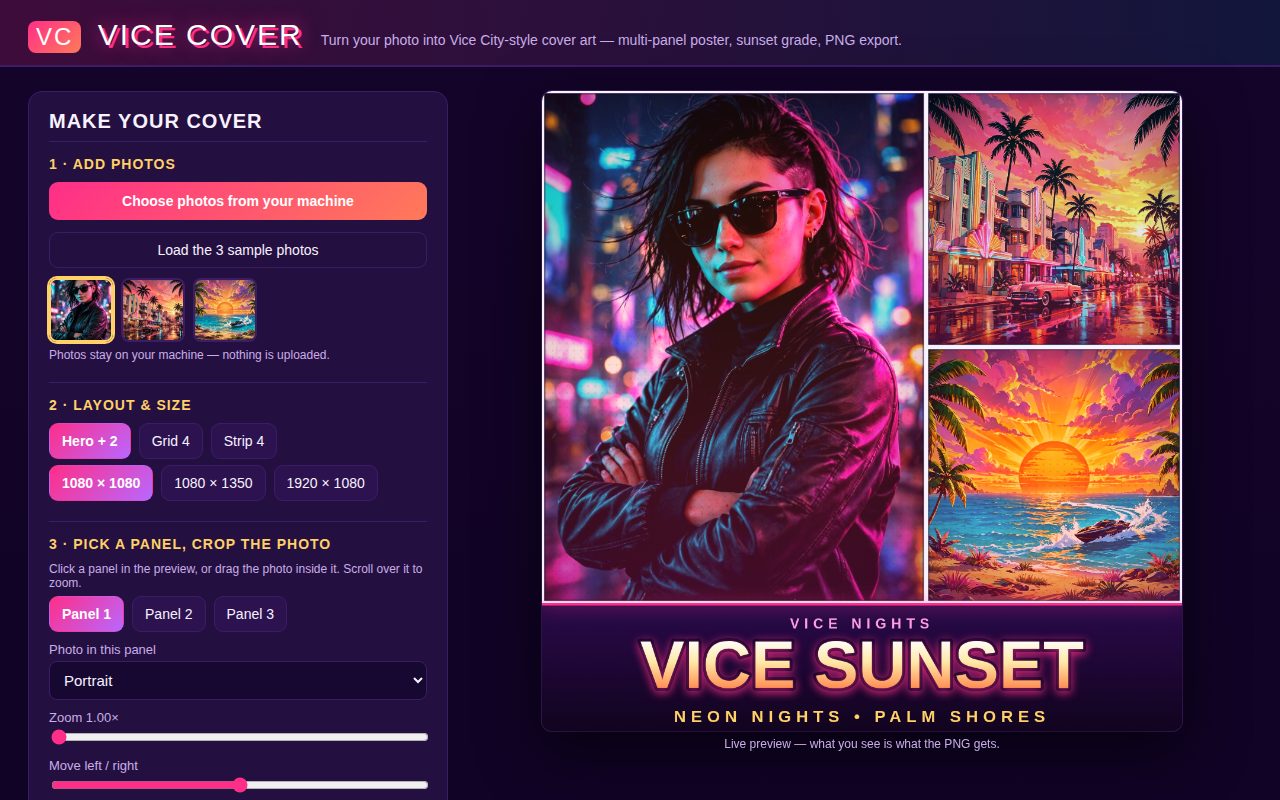 VC VICE COVER Turn your photo into Vice City-style cover art — multi-panel poster, sunset grade, PNG export.
MAKE YOUR COVER
1 · ADD PHOTOS
Choose photos from your machine
Load the 3 sample photos
Photos stay on your machine — nothing is uploaded.
2 · LAYOUT & SIZE
Hero + 2 Grid 4 Strip 4
1080 × 1080 1080 × 1350 1920 × 1080
3 · PICK A PANEL, CROP THE PHOTO
Click a panel in the preview, or drag the photo inside it. Scroll over it to
zoom.
Panel 1 Panel 2 Panel 3
Photo in this panel
Portrait
Zoom 1.00×
Move left / right
VICE NIGHTS
VICE SUNSET
NEON NIGHTS • PALM SHORES
Live preview — what you see is what the PNG gets.